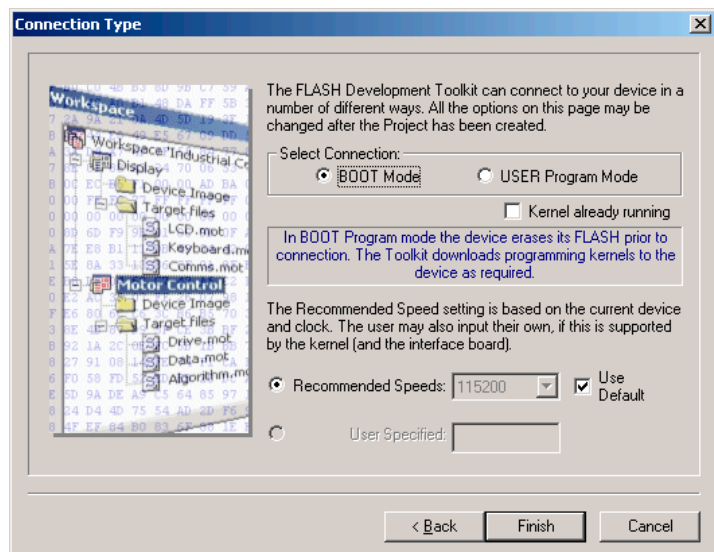 Connection Type
Workspace
Workspace 'Industrial Ce
Display
Device Image
Target files
LCD.mot
Keyboard.m
Comms.mot
Motor Control
Device Image
Target files
Drive.mot
Data.mot
Algorithm.m
The FLASH Development Toolkit can connect to your device in a
number of different ways. All the options on this page may be
changed after the Project has been created.
Select Connection:
BOOT Mode
USER Program Mode
Kernel already running
In BOOT Program mode the device erases its FLASH prior to
connection. The Toolkit downloads programming kernels to the
device as required.
The Recommended Speed setting is based on the current device
and clock. The user may also input their own, if this is supported
by the kernel (and the interface board).
Recommended Speeds: 115200
Use
Default
User Specified:
< Back
Finish
Cancel